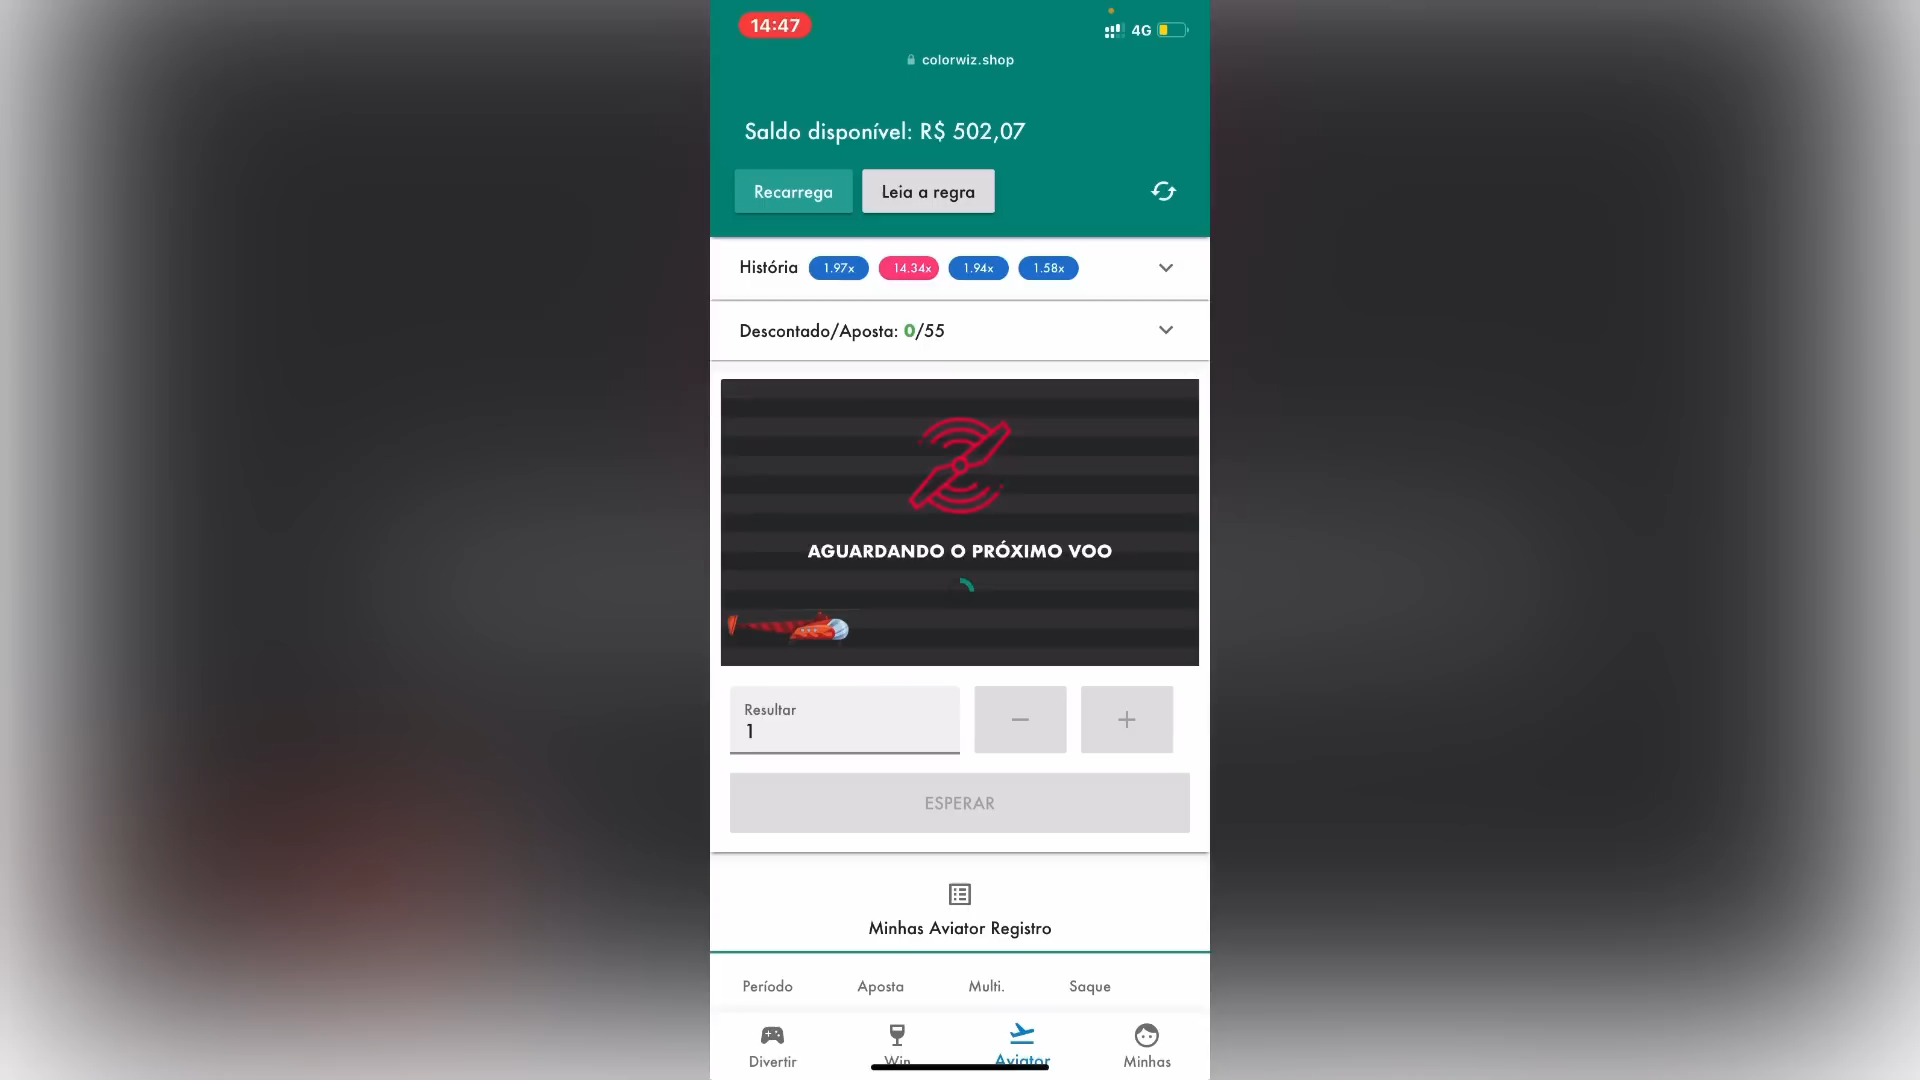 14:47
4G
colorwiz.shop
Saldo disponível: R$ 502,07
Recarrega
Leia a regra
História 1.97x 14.34x 1.94x 1.58x
Descontado/Aposta: 0/55
AGUARDANDO O PRÓXIMO VOO
Resultar
1
ESPERAR
Minhas Aviator Registro
Período Aposta Multi. Saque
Divertir Win Aviator Minhas